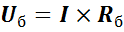 U_б = I × R_б